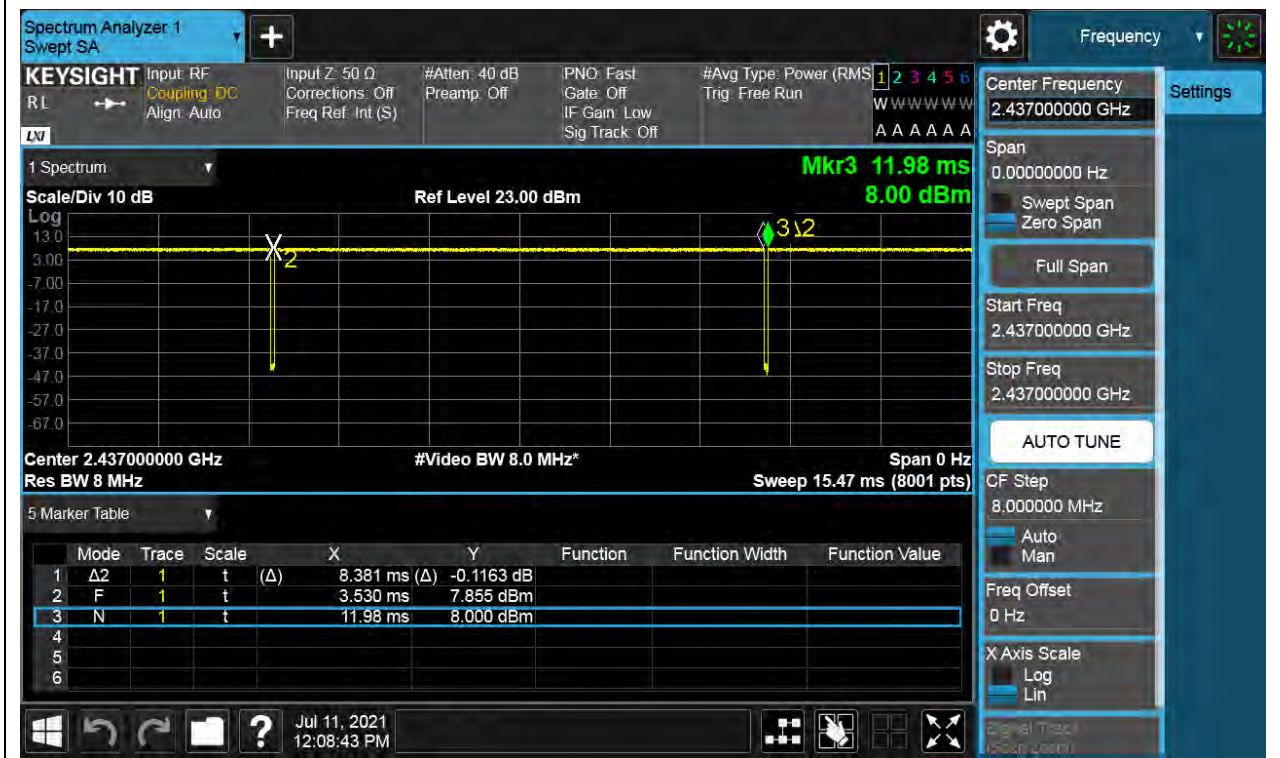 Spectrum Analyzer 1
Swept SA
Frequency
KEYSIGHT
RL
LXI
Input: RF
Coupling: DC
Align: Auto
Input Z: 50 Ω
Corrections: Off
Freq Ref: Int (S)
#Atten: 40 dB
Preamp: Off
PNO: Fast
Gate: Off
IF Gain: Low
Sig Track: Off
#Avg Type: Power (RMS
Trig: Free Run
1 2 3 4 5 6
W W W W W W
A A A A A A
Center Frequency
2.437000000 GHz
Settings
Span
0.00000000 Hz
Swept Span
Zero Span
Full Span
Start Freq
2.437000000 GHz
Stop Freq
2.437000000 GHz
AUTO TUNE
CF Step
8.000000 MHz
Auto
Man
Freq Offset
0 Hz
X Axis Scale
Log
Lin
Signal Track
(Span Zoom)
1 Spectrum
Mkr3 11.98 ms
8.00 dBm
Scale/Div 10 dB
Ref Level 23.00 dBm
Log
13.0
3.00
-7.00
-17.0
-27.0
-37.0
-47.0
-57.0
-67.0
2
3
Δ2
Center 2.437000000 GHz
#Video BW 8.0 MHz*
Span 0 Hz
Res BW 8 MHz
Sweep 15.47 ms (8001 pts)
5 Marker Table
Mode Trace Scale X Y Function Function Width Function Value
1 Δ2 1 t (Δ) 8.381 ms (Δ) -0.1163 dB
2 F 1 t 3.530 ms 7.855 dBm
3 N 1 t 11.98 ms 8.000 dBm
4
5
6
?
Jul 11, 2021
12:08:43 PM